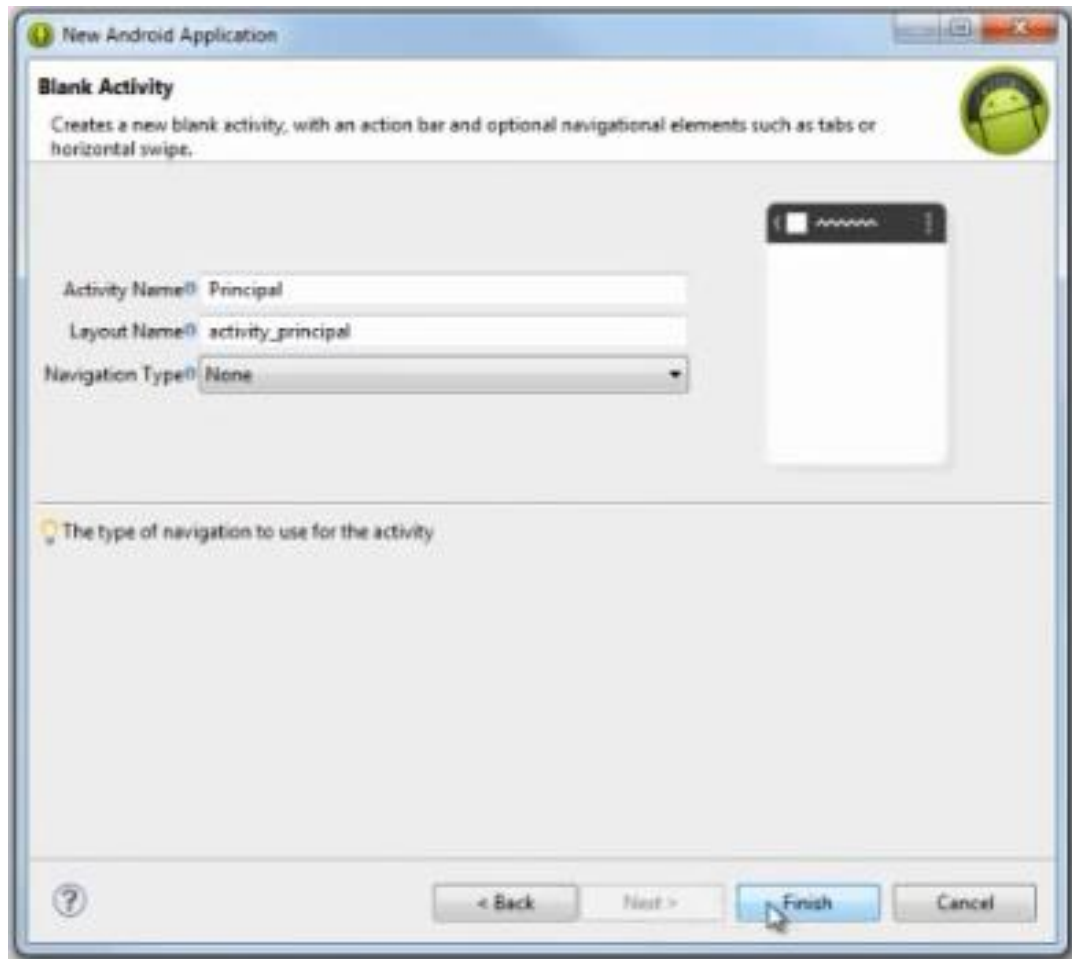 New Android Application
Blank Activity
Creates a new blank activity, with an action bar and optional navigational elements such as tabs or
horizontal swipe.
Activity Name Principal
Layout Name activity_principal
Navigation Type None
The type of navigation to use for the activity
?
< Back Next > Finish Cancel